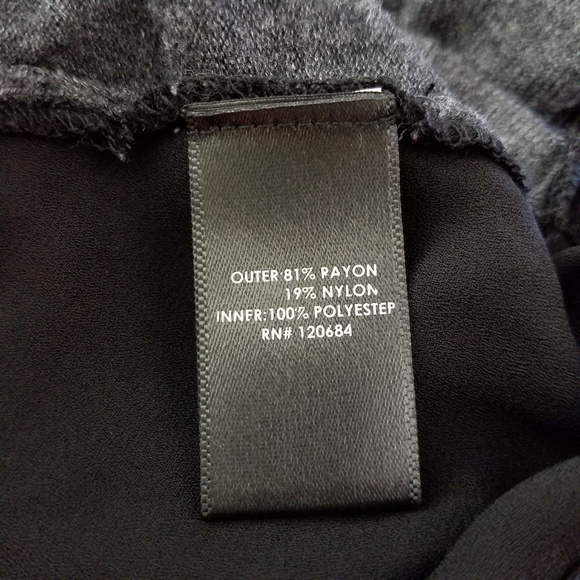 OUTER:81% RAYON
19% NYLON
INNER:100% POLYESTER
RN# 120684